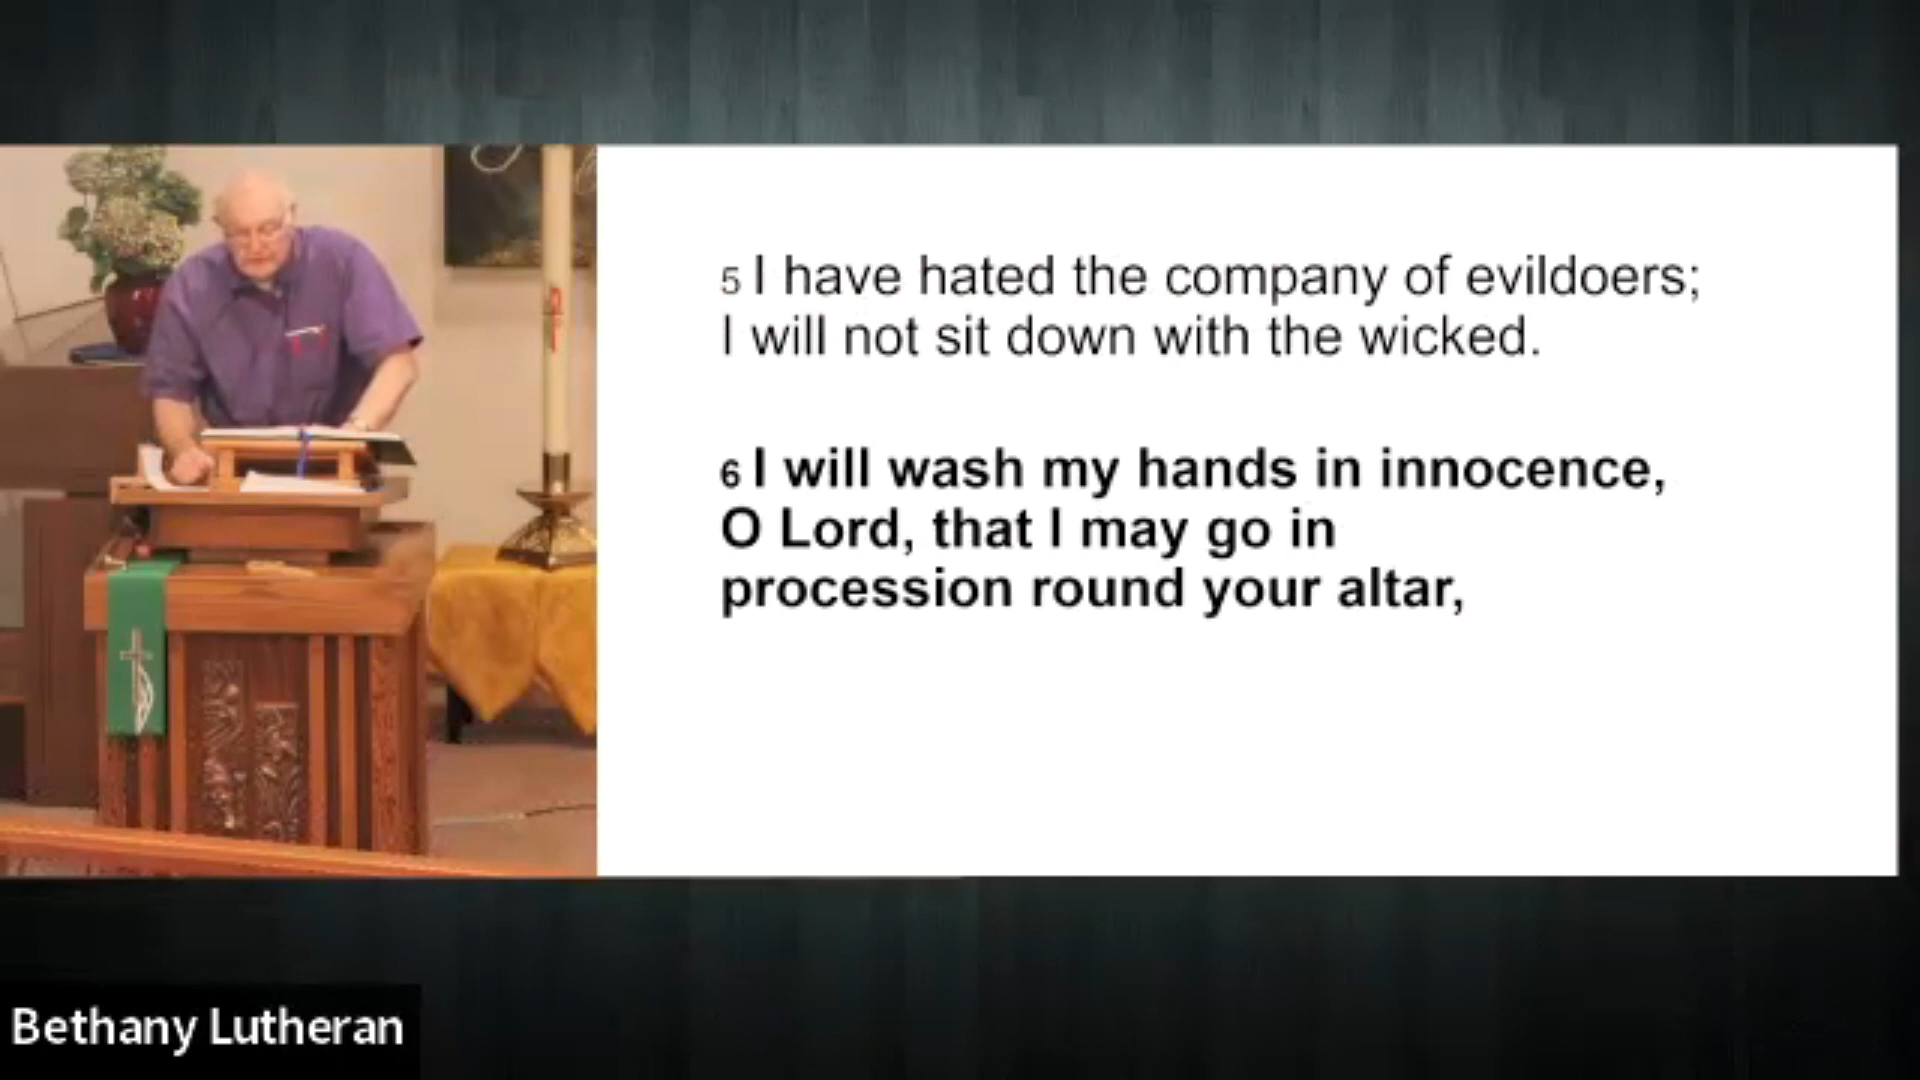 5 I have hated the company of evildoers;
I will not sit down with the wicked.
6 I will wash my hands in innocence,
O Lord, that I may go in
procession round your altar,
Bethany Lutheran